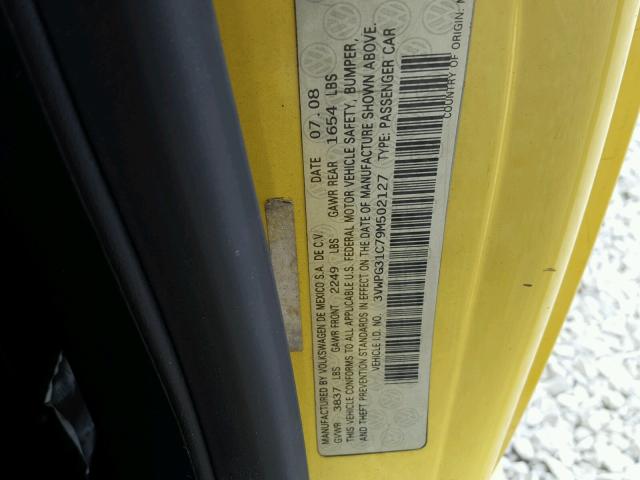 MANUFACTURED BY VOLKSWAGEN DE MEXICO S.A. DE C.V. DATE 07.08
GVWR 3837 LBS GAWR FRONT 2249 LBS GAWR REAR 1654 LBS
THIS VEHICLE CONFORMS TO ALL APPLICABLE U.S. FEDERAL MOTOR VEHICLE SAFETY, BUMPER,
AND THEFT PREVENTION STANDARDS IN EFFECT ON THE DATE OF MANUFACTURE SHOWN ABOVE.
VEHICLE I.D. NO. 3VWPG31C79M502127 TYPE: PASSENGER CAR
COUNTRY OF ORIGIN: